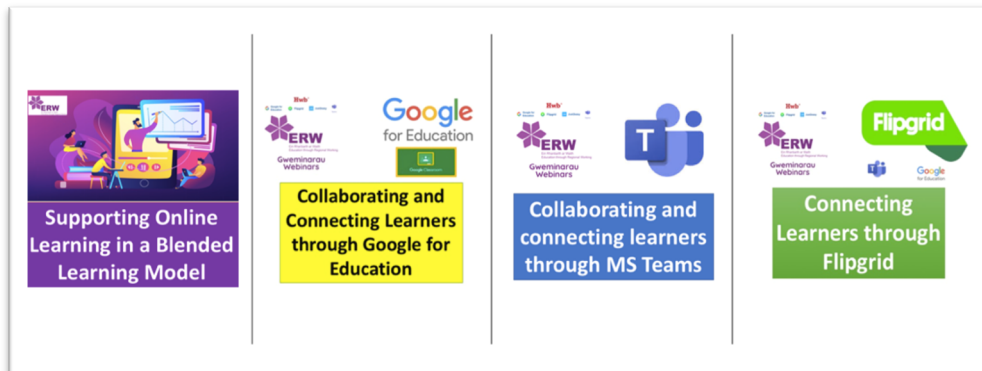 ERW
Supporting Online
Learning in a Blended
Learning Model
Hwb
ERW
Gweminarau
Webinars
Google
for Education
Google Classroom
Collaborating and
Connecting Learners
through Google for
Education
Hwb
ERW
Gweminarau
Webinars
T
Collaborating and
connecting learners
through MS Teams
Hwb
ERW
Gweminarau
Webinars
Flipgrid
Google
for Education
Connecting
Learners through
Flipgrid